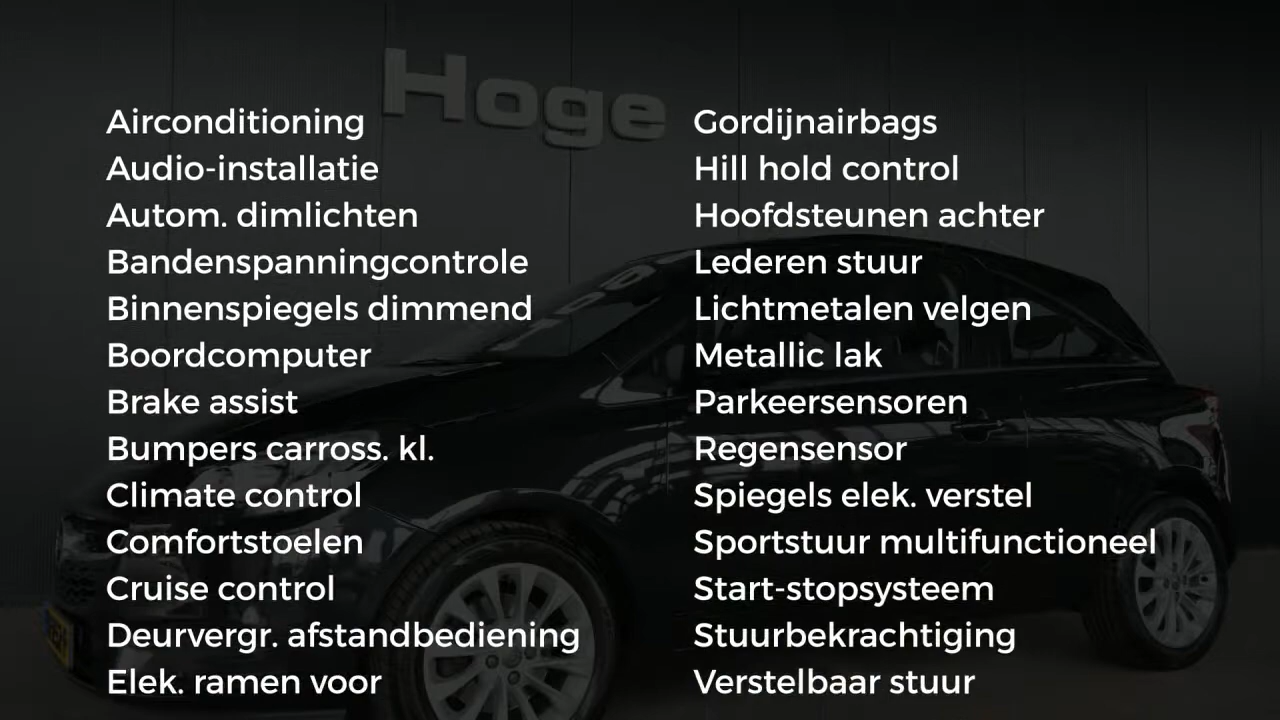 Hoge
Airconditioning
Audio-installatie
Autom. dimlichten
Bandenspanningcontrole
Binnenspiegels dimmend
Boordcomputer
Brake assist
Bumpers carross. kl.
Climate control
Comfortstoelen
Cruise control
Deurvergr. afstandbediening
Elek. ramen voor
Gordijnairbags
Hill hold control
Hoofdsteunen achter
Lederen stuur
Lichtmetalen velgen
Metallic lak
Parkeersensoren
Regensensor
Spiegels elek. verstel
Sportstuur multifunctioneel
Start-stopsysteem
Stuurbekrachtiging
Verstelbaar stuur